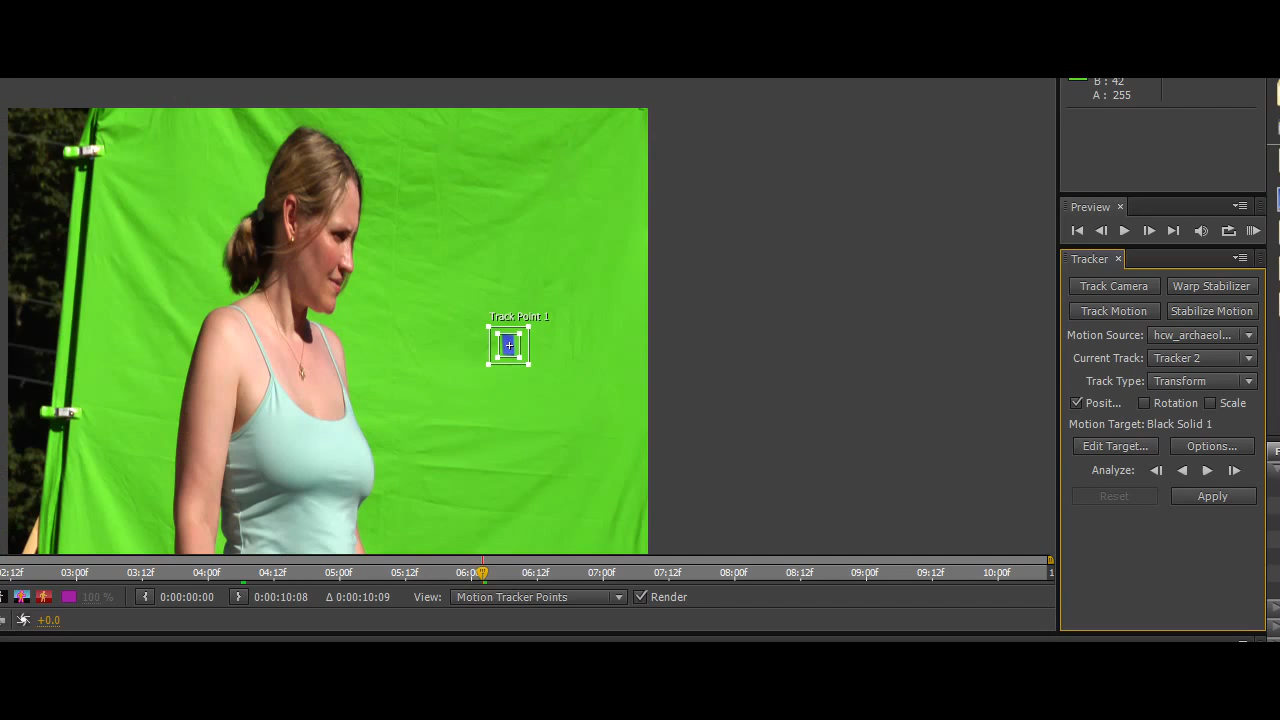 B : 42
A : 255
Preview
Tracker
Track Camera
Warp Stabilizer
Track Point 1
Track Motion
Stabilize Motion
Motion Source: hcw_archaeol...
Current Track: Tracker 2
Track Type: Transform
Posit... Rotation Scale
Motion Target: Black Solid 1
Edit Target... Options...
Analyze:
Reset Apply
02:12f 03:00f 03:12f 04:00f 04:12f 05:00f 05:12f 06:00f 06:12f 07:00f 07:12f 08:00f 08:12f 09:00f 09:12f 10:00f 1
100 % 0:00:00:00 0:00:10:08 Δ 0:00:10:09 View: Motion Tracker Points Render
+0.0